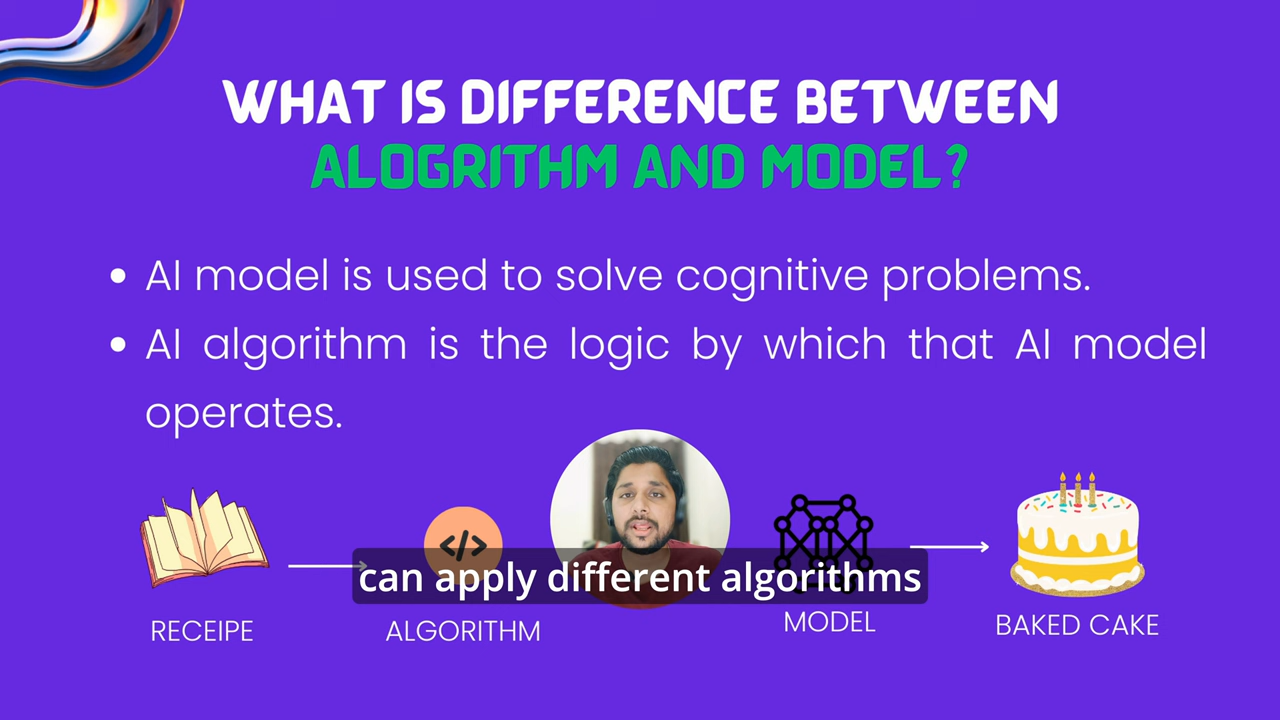 WHAT IS DIFFERENCE BETWEEN
ALOGRITHM AND MODEL?
• AI model is used to solve cognitive problems.
• AI algorithm is the logic by which that AI model
operates.
</>
can apply different algorithms
RECEIPE
ALGORITHM
MODEL
BAKED CAKE